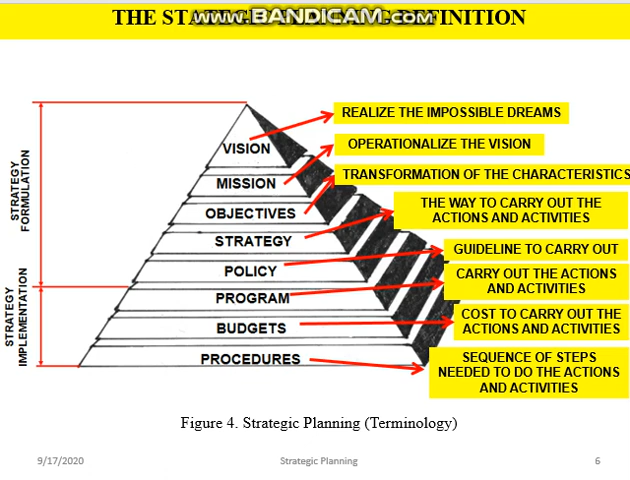 THE STRATEGIC PLANNING DEFINITION
www.BANDICAM.com
VISION
MISSION
OBJECTIVES
STRATEGY
POLICY
PROGRAM
BUDGETS
PROCEDURES
STRATEGY
FORMULATION
STRATEGY
IMPLEMENTATION
REALIZE THE IMPOSSIBLE DREAMS
OPERATIONALIZE THE VISION
TRANSFORMATION OF THE CHARACTERISTICS
THE WAY TO CARRY OUT THE
ACTIONS AND ACTIVITIES
GUIDELINE TO CARRY OUT
CARRY OUT THE ACTIONS
AND ACTIVITIES
COST TO CARRY OUT THE
ACTIONS AND ACTIVITIES
SEQUENCE OF STEPS
NEEDED TO DO THE ACTIONS
AND ACTIVITIES
Figure 4. Strategic Planning (Terminology)
9/17/2020
Strategic Planning
6